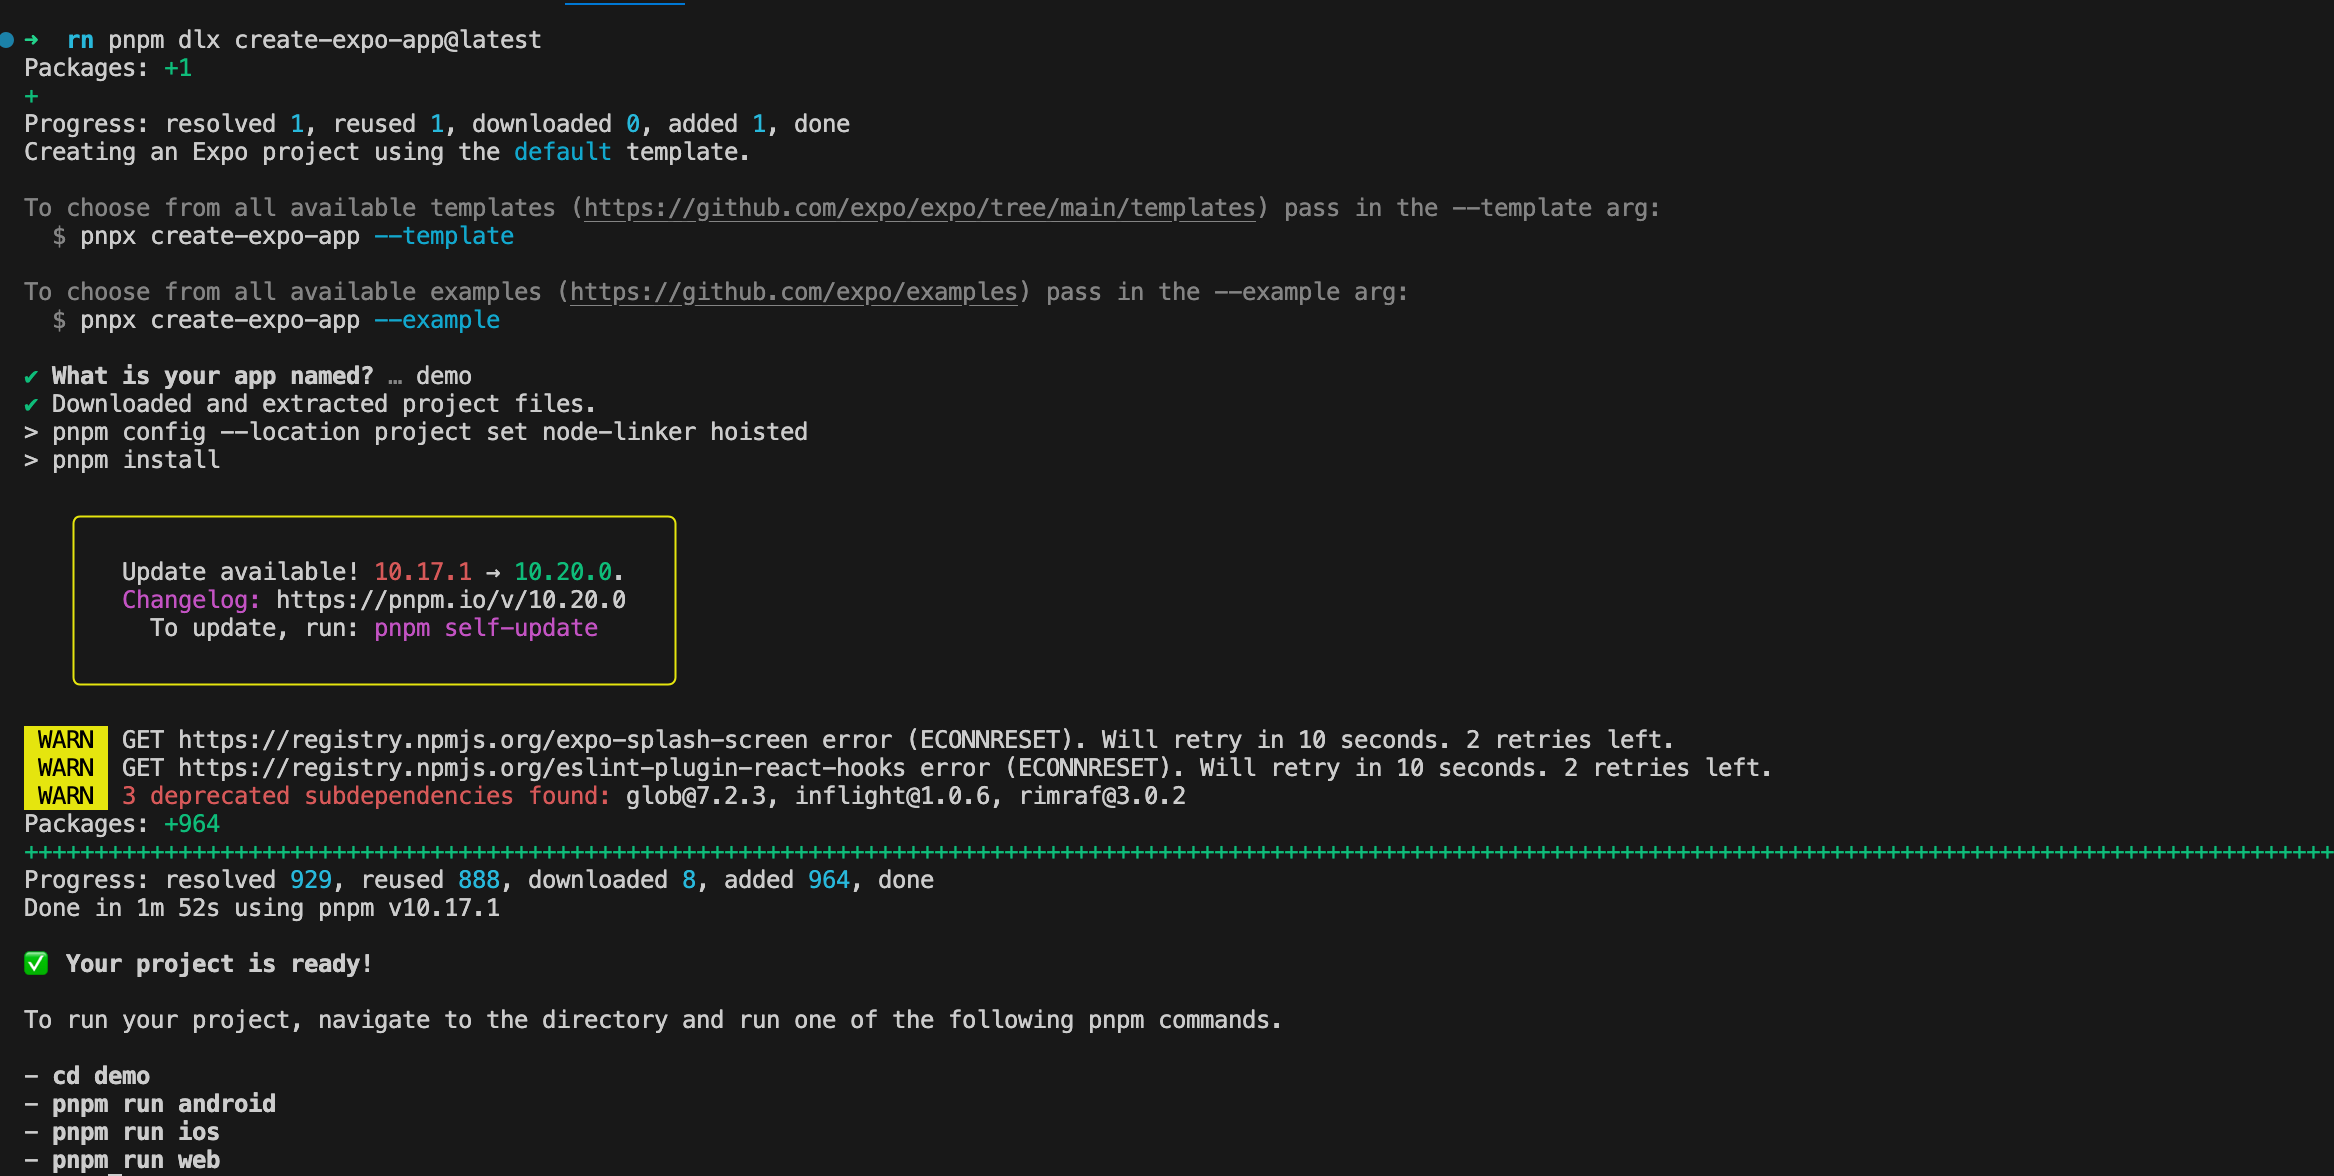 ➜  rn pnpm dlx create-expo-app@latest
Packages: +1
+
Progress: resolved 1, reused 1, downloaded 0, added 1, done
Creating an Expo project using the default template.
To choose from all available templates (https://github.com/expo/expo/tree/main/templates) pass in the --template arg:
$ pnpx create-expo-app --template
To choose from all available examples (https://github.com/expo/examples) pass in the --example arg:
$ pnpx create-expo-app --example
✔ What is your app named? … demo
✔ Downloaded and extracted project files.
> pnpm config --location project set node-linker hoisted
> pnpm install
Update available! 10.17.1 → 10.20.0.
Changelog: https://pnpm.io/v/10.20.0
To update, run: pnpm self-update
WARN GET https://registry.npmjs.org/expo-splash-screen error (ECONNRESET). Will retry in 10 seconds. 2 retries left.
WARN GET https://registry.npmjs.org/eslint-plugin-react-hooks error (ECONNRESET). Will retry in 10 seconds. 2 retries left.
WARN 3 deprecated subdependencies found: glob@7.2.3, inflight@1.0.6, rimraf@3.0.2
Packages: +964
+++++++++++++++++++++++++++++++++++++++++++++++++++++++++++++++++++++++++++++++++++++++++++++++++++++++++++++++++++++++++++++++++++++++++++++++++++++++++++++++++++++
Progress: resolved 929, reused 888, downloaded 8, added 964, done
Done in 1m 52s using pnpm v10.17.1
✅ Your project is ready!
To run your project, navigate to the directory and run one of the following pnpm commands.
- cd demo
- pnpm run android
- pnpm run ios
- pnpm run web